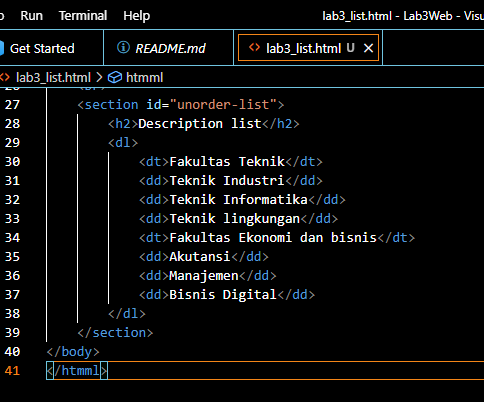 p Run Terminal Help lab3_list.html - Lab3Web - Visu
Get Started README.md lab3_list.html U
lab3_list.html > htmml
27 <section id="unorder-list">
28 <h2>Description list</h2>
29 <dl>
30 <dt>Fakultas Teknik</dt>
31 <dd>Teknik Industri</dd>
32 <dd>Teknik Informatika</dd>
33 <dd>Teknik lingkungan</dd>
34 <dt>Fakultas Ekonomi dan bisnis</dt>
35 <dd>Akutansi</dd>
36 <dd>Manajemen</dd>
37 <dd>Bisnis Digital</dd>
38 </dl>
39 </section>
40 </body>
41 </htmml>